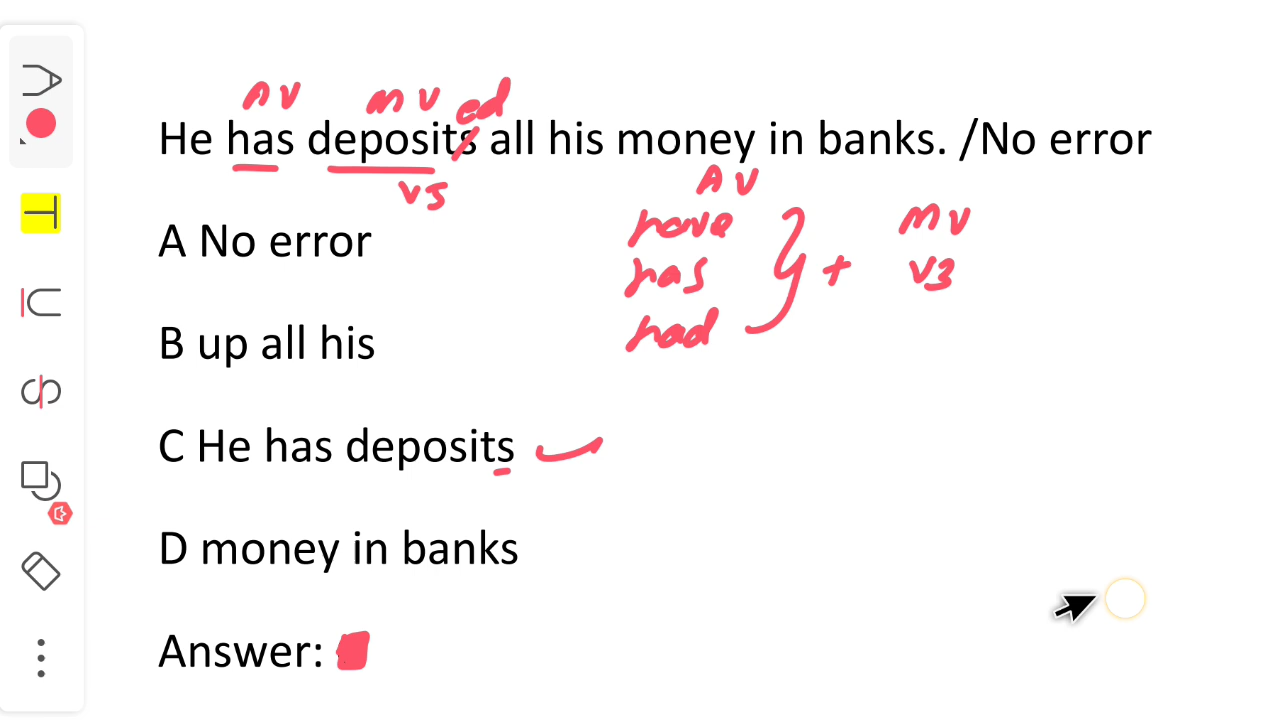 AV MV ed
He has deposits all his money in banks. /No error
V5
AV
have MV
has } + V3
had
A No error
B up all his
C He has deposits
D money in banks
Answer: